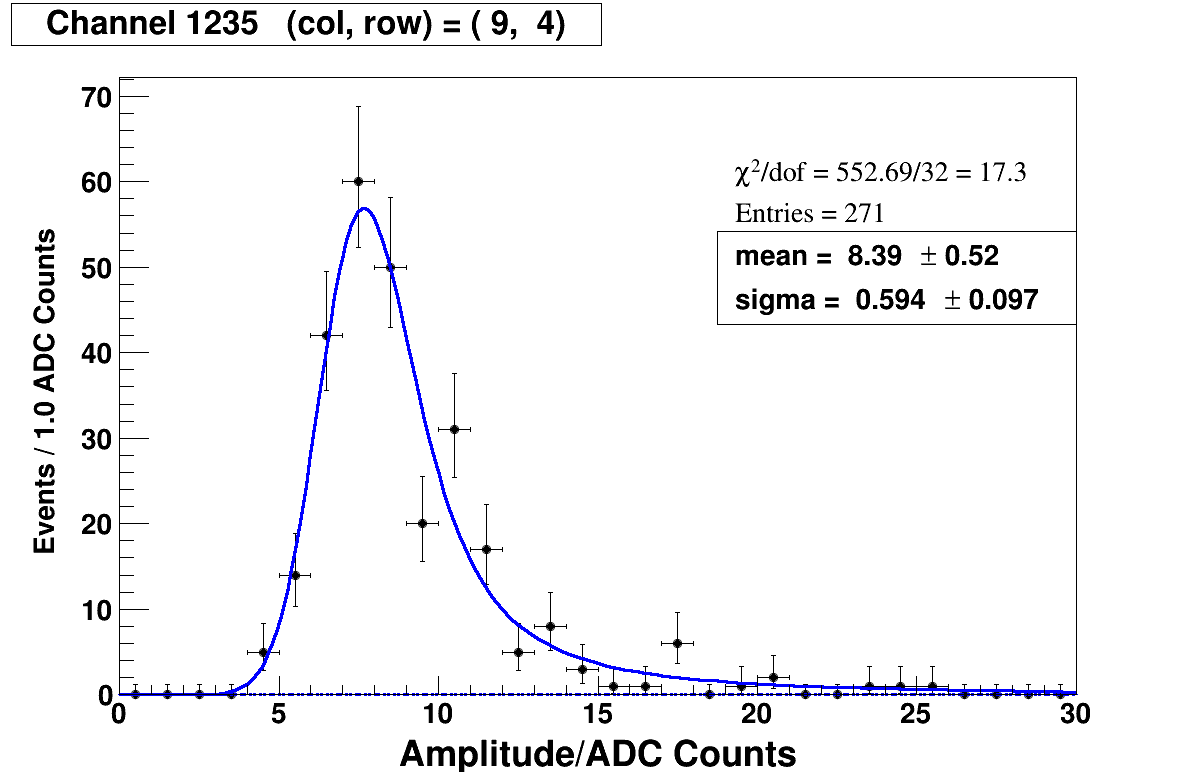 Channel 1235 (col, row) = ( 9, 4)
70
60
50
40
30
20
10
0
Events / 1.0 ADC Counts
χ²/dof = 552.69/32 = 17.3
Entries = 271
mean = 8.39 ± 0.52
sigma = 0.594 ± 0.097
0 5 10 15 20 25 30
Amplitude/ADC Counts